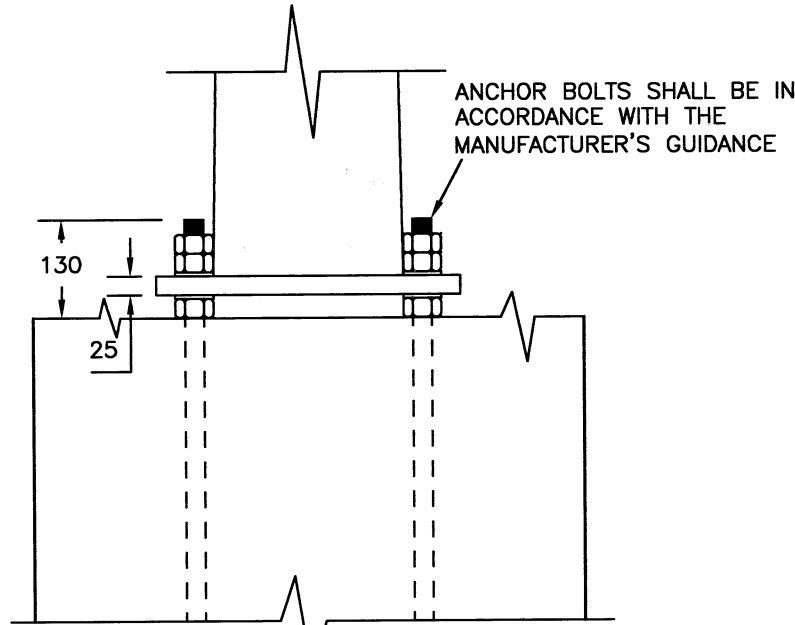 ANCHOR BOLTS SHALL BE IN
ACCORDANCE WITH THE
MANUFACTURER'S GUIDANCE
130
25